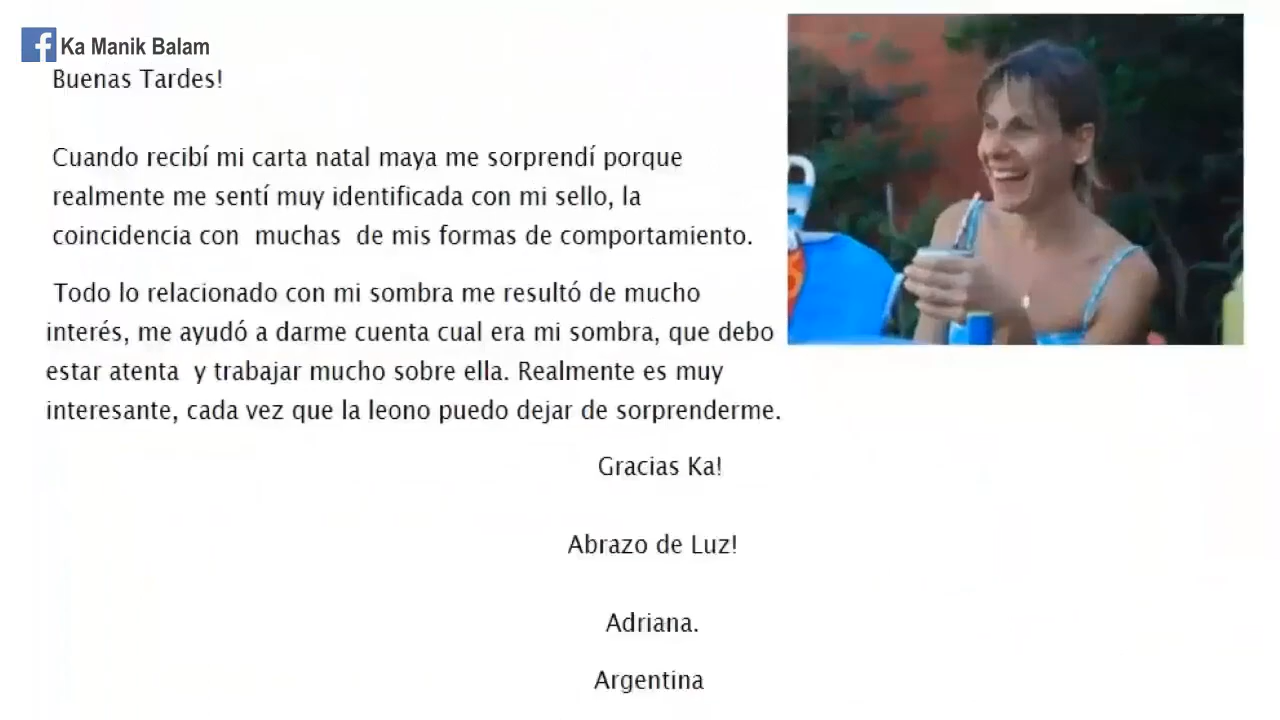 Ka Manik Balam
Buenas Tardes!
Cuando recibí mi carta natal maya me sorprendí porque
realmente me sentí muy identificada con mi sello, la
coincidencia con muchas de mis formas de comportamiento.
Todo lo relacionado con mi sombra me resultó de mucho
interés, me ayudó a darme cuenta cual era mi sombra, que debo
estar atenta y trabajar mucho sobre ella. Realmente es muy
interesante, cada vez que la leono puedo dejar de sorprenderme.
Gracias Ka!
Abrazo de Luz!
Adriana.
Argentina